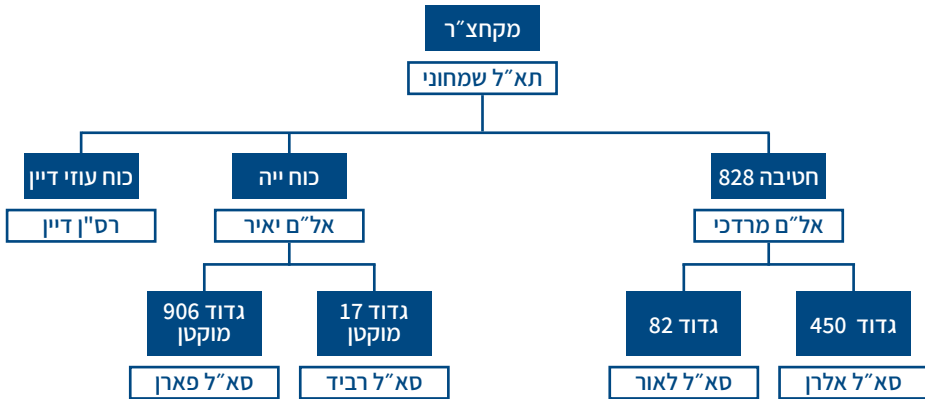 מקחצ״ר
תא״ל שמחוני
חטיבה 828
אל״ם מרדכי
כוח ייה
אל״ם יאיר
כוח עוזי דיין
רס"ן דיין
גדוד 450
סא״ל אלרן
גדוד 82
סא״ל לאור
גדוד 17
מוקטן
סא״ל רביד
גדוד 906
מוקטן
סא״ל פארן